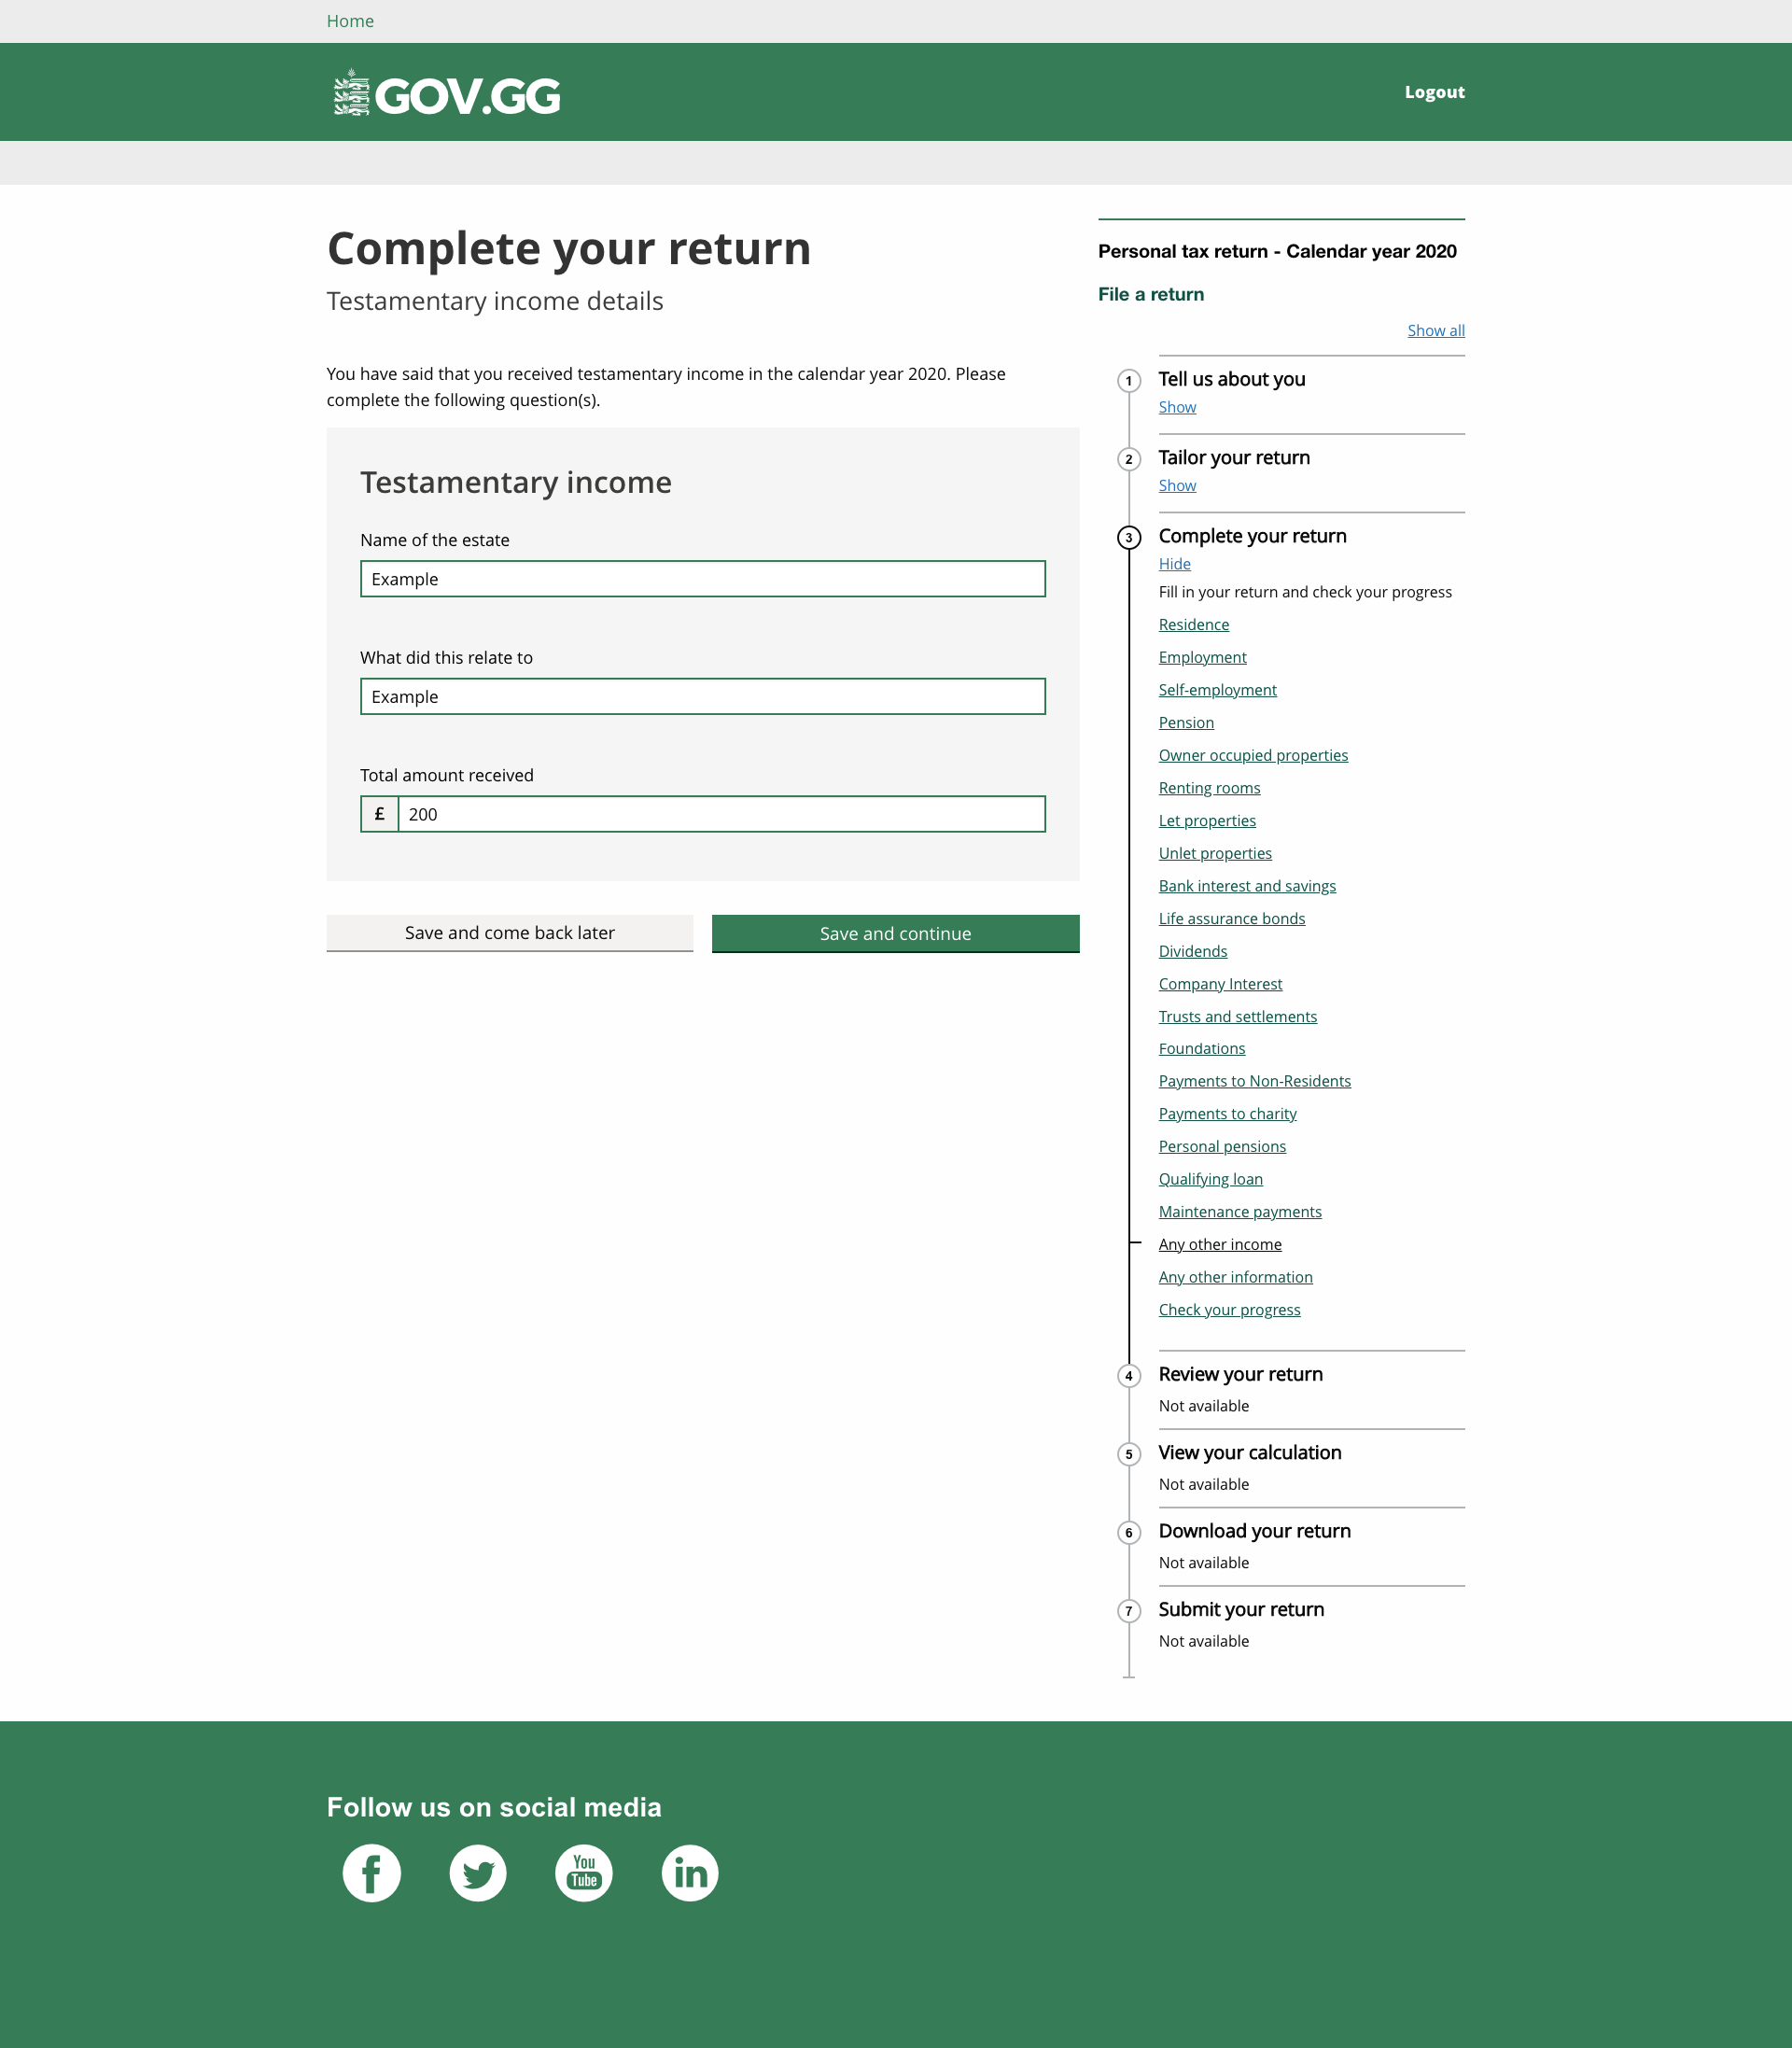 Home
GOV.GG
Logout
Complete your return
Testamentary income details
You have said that you received testamentary income in the calendar year 2020. Please
complete the following question(s).
Testamentary income
Name of the estate
Example
What did this relate to
Example
Total amount received
£ 200
Save and come back later
Save and continue
Personal tax return - Calendar year 2020
File a return
Show all
1 Tell us about you
Show
2 Tailor your return
Show
3 Complete your return
Hide
Fill in your return and check your progress
Residence
Employment
Self-employment
Pension
Owner occupied properties
Renting rooms
Let properties
Unlet properties
Bank interest and savings
Life assurance bonds
Dividends
Company Interest
Trusts and settlements
Foundations
Payments to Non-Residents
Payments to charity
Personal pensions
Qualifying loan
Maintenance payments
Any other income
Any other information
Check your progress
4 Review your return
Not available
5 View your calculation
Not available
6 Download your return
Not available
7 Submit your return
Not available
Follow us on social media
f
You
Tube
in